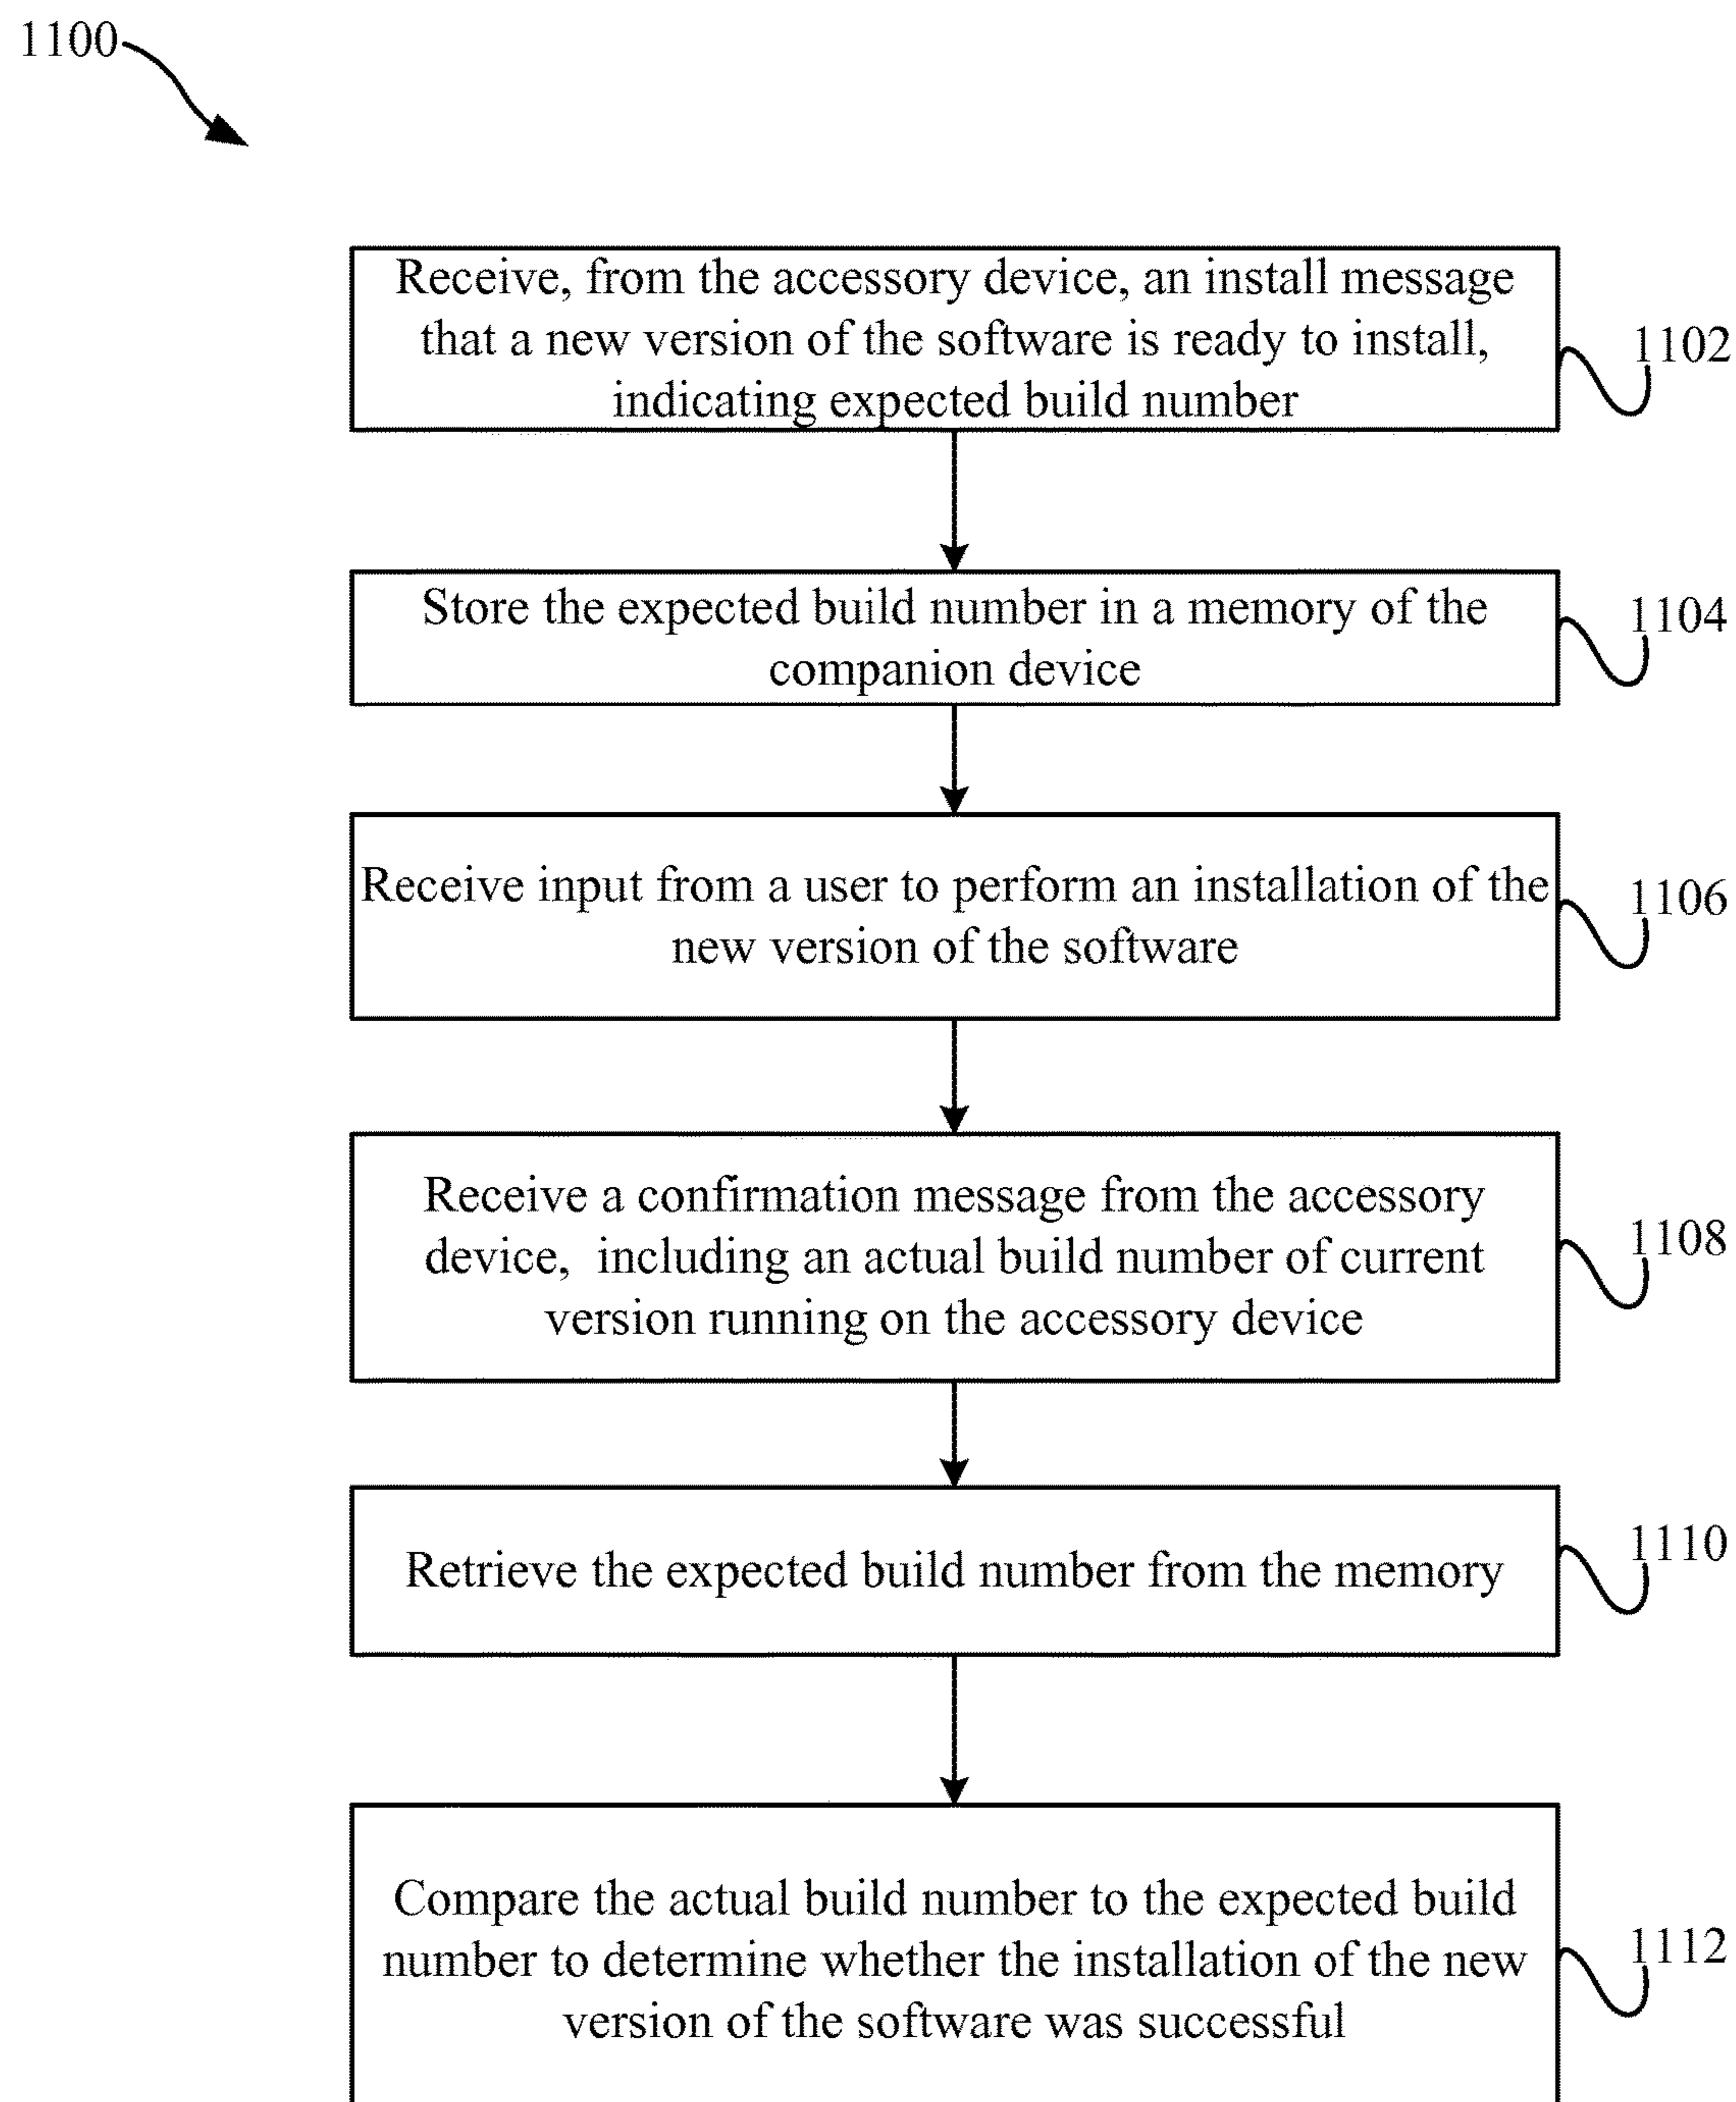 1100
Receive, from the accessory device, an install message
that a new version of the software is ready to install,
indicating expected build number
1102
Store the expected build number in a memory of the
companion device
1104
Receive input from a user to perform an installation of the
new version of the software
1106
Receive a confirmation message from the accessory
device, including an actual build number of current
version running on the accessory device
1108
Retrieve the expected build number from the memory
1110
Compare the actual build number to the expected build
number to determine whether the installation of the new
version of the software was successful
1112